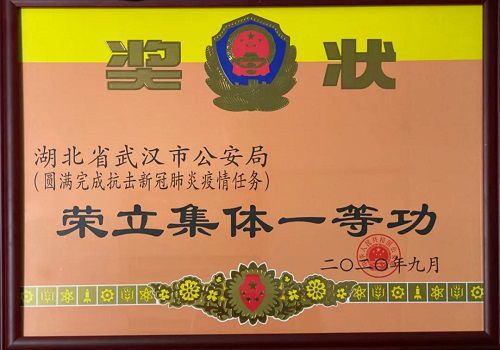 奖状
湖北省武汉市公安局
(圆满完成抗击新冠肺炎疫情任务)
荣立集体一等功
二〇二〇年九月